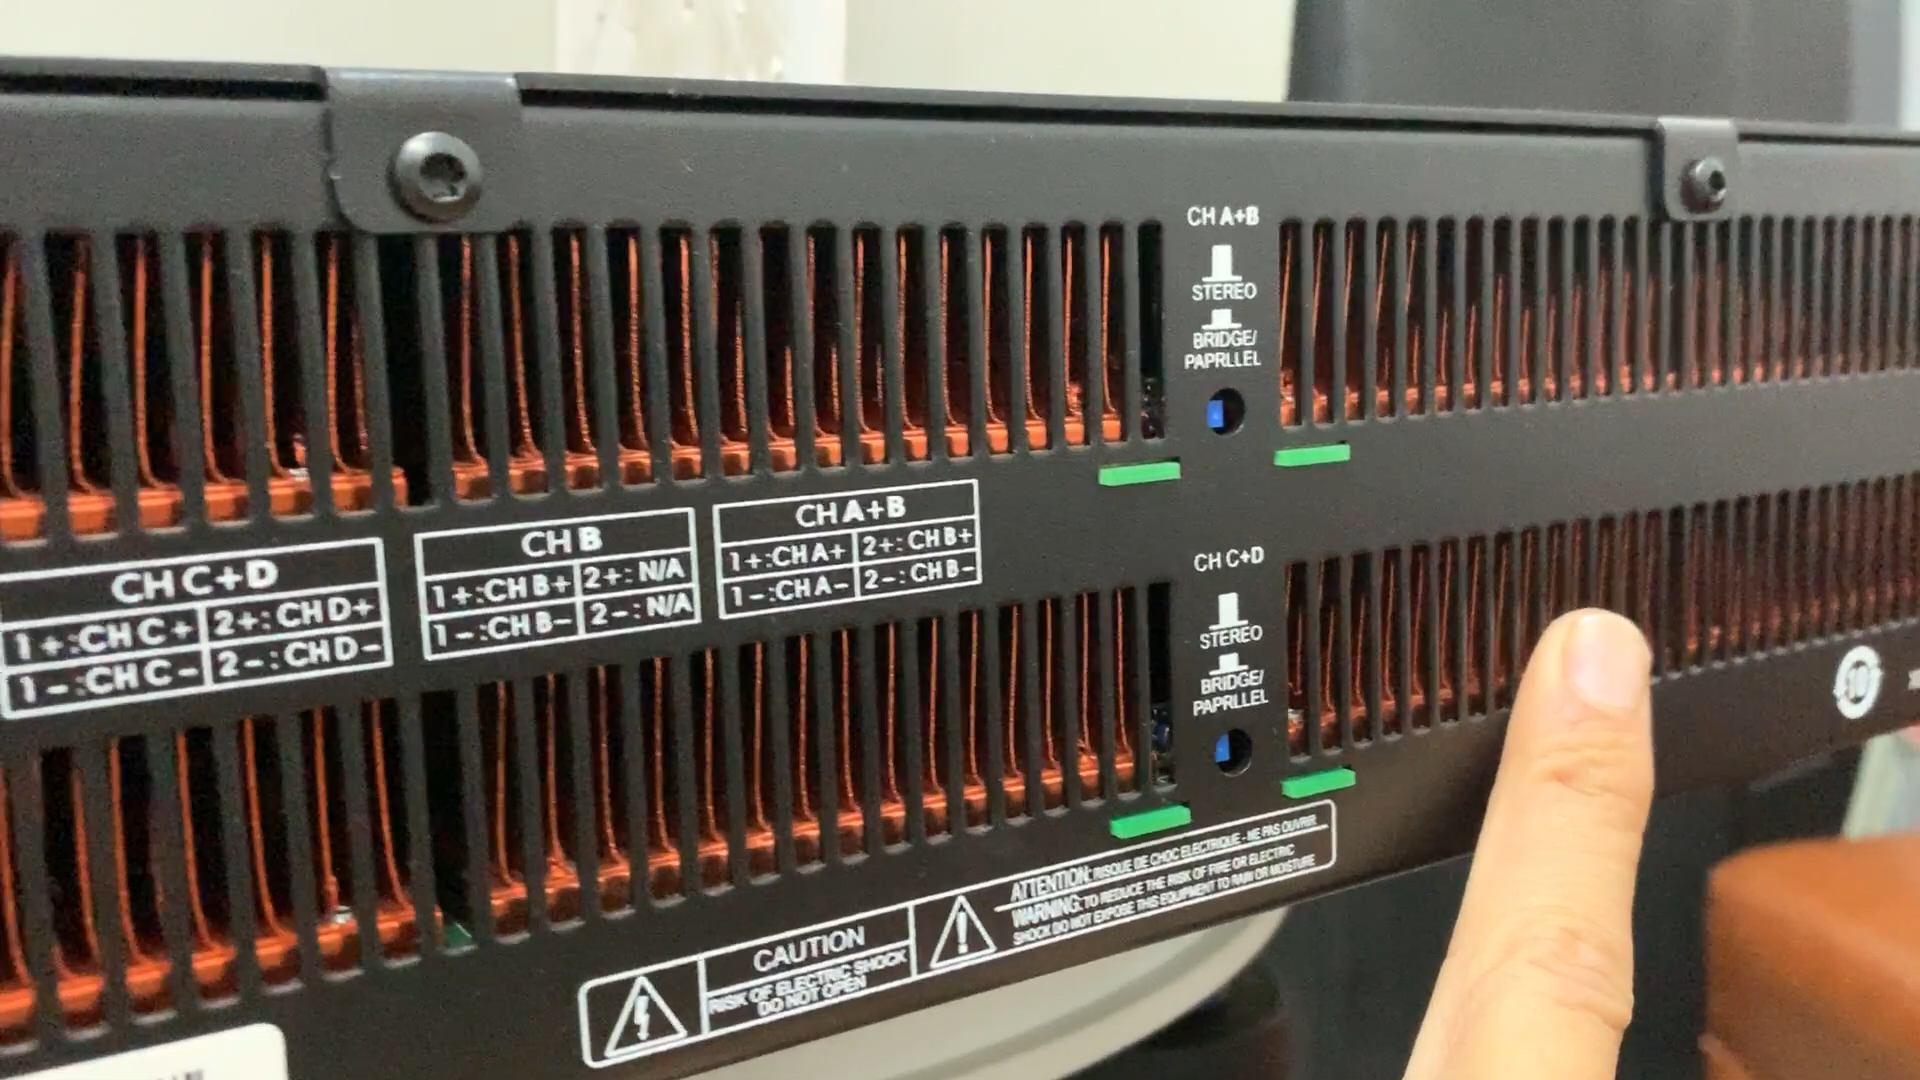 CH A+B
STEREO
BRIDGE/
PAPRLLEL
CH C+D
1+:CH C+ 2+:CH D+
1-:CH C- 2-:CH D-
CH B
1+:CH B+ 2+:N/A
1-:CH B- 2-:N/A
CH A+B
1+:CH A+ 2+:CH B+
1-:CH A- 2-:CH B-
CH C+D
STEREO
BRIDGE/
PAPRLLEL
10
CAUTION
RISK OF ELECTRIC SHOCK
DO NOT OPEN
ATTENTION: RISQUE DE CHOC ELECTRIQUE - NE PAS OUVRIR
WARNING: TO REDUCE THE RISK OF FIRE OR ELECTRIC
SHOCK DO NOT EXPOSE THIS EQUIPMENT TO RAIN OR MOISTURE